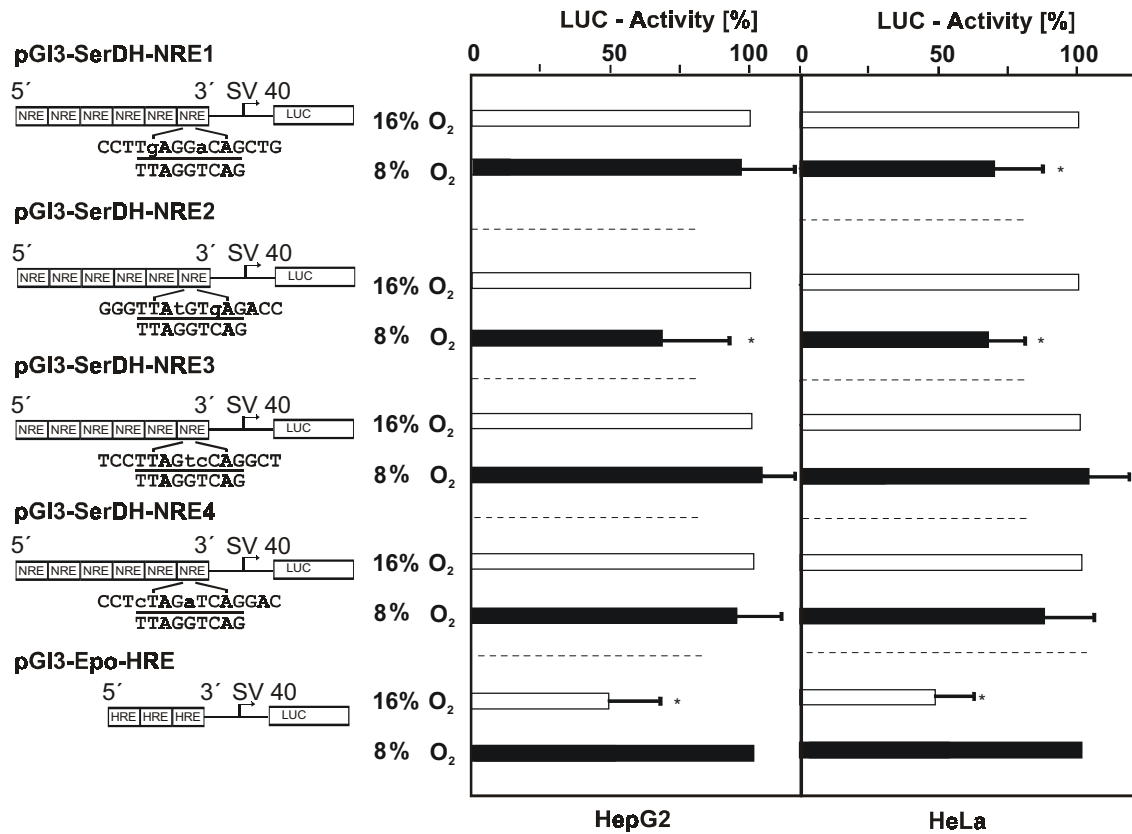 LUC - Activity [%] LUC - Activity [%]
0 50 100 0 50 100
pGI3-SerDH-NRE1
5´ 3´ SV 40
NRE NRE NRE NRE NRE NRE LUC
CCTTgAGGaCAGCTG
TTAGGTCAG
16% O2
8% O2 *
pGI3-SerDH-NRE2
5´ 3´ SV 40
NRE NRE NRE NRE NRE NRE LUC
GGGTTAtGTgAGACC
TTAGGTCAG
16% O2
8% O2 * *
pGI3-SerDH-NRE3
5´ 3´ SV 40
NRE NRE NRE NRE NRE NRE LUC
TCCTTAGtcCAGGCT
TTAGGTCAG
16% O2
8% O2
pGI3-SerDH-NRE4
5´ 3´ SV 40
NRE NRE NRE NRE NRE NRE LUC
CCTcTAGaTCAGGAC
TTAGGTCAG
16% O2
8% O2
pGI3-Epo-HRE
5´ 3´ SV 40
HRE HRE HRE LUC
16% O2 * *
8% O2
HepG2 HeLa